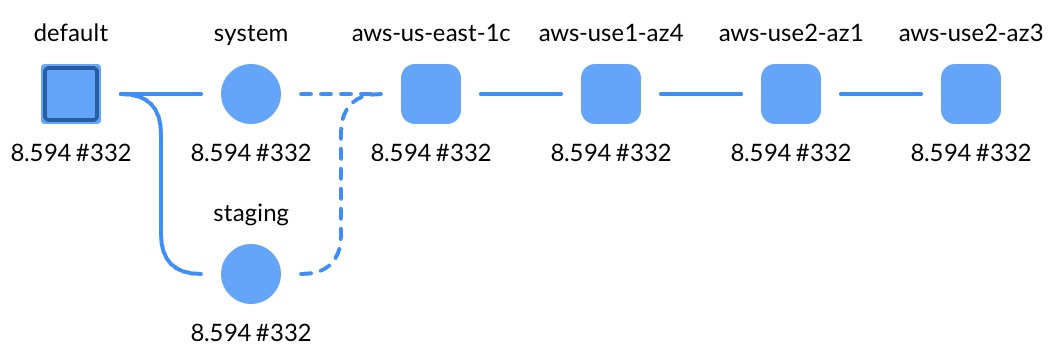 default system aws-us-east-1c aws-use1-az4 aws-use2-az1 aws-use2-az3
8.594 #332 8.594 #332 8.594 #332 8.594 #332 8.594 #332 8.594 #332
staging
8.594 #332